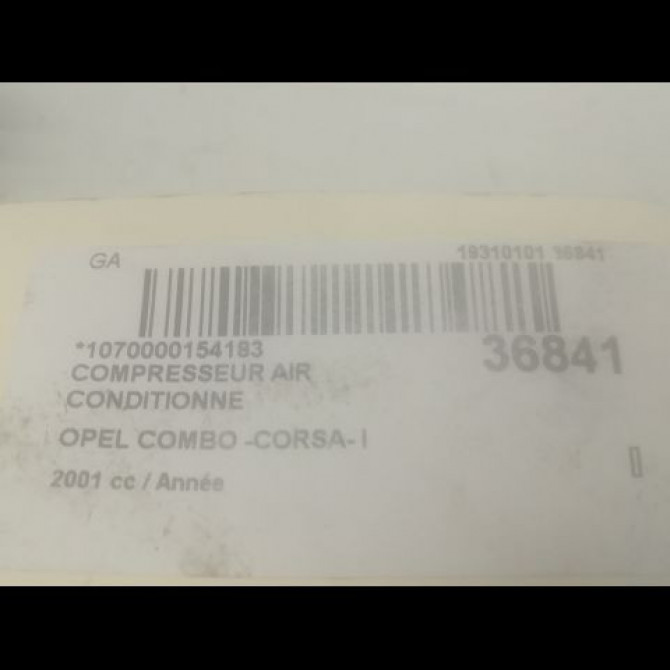 GA 19310101 36841
*1070000154183 36841
COMPRESSEUR AIR
CONDITIONNE
OPEL COMBO -CORSA- I
2001 cc / Année